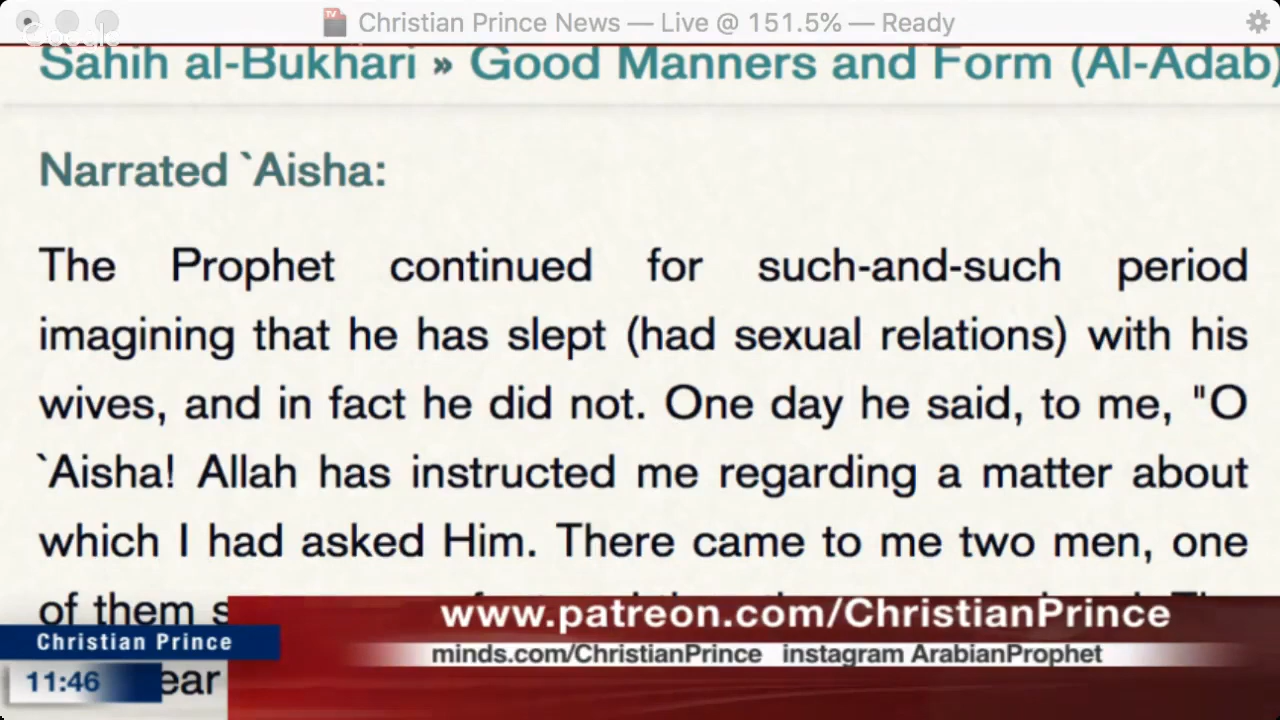 Google
Christian Prince News — Live @ 151.5% — Ready
Sahih al-Bukhari » Good Manners and Form (Al-Adab)
Narrated `Aisha:
The Prophet continued for such-and-such period
imagining that he has slept (had sexual relations) with his
wives, and in fact he did not. One day he said, to me, "O
`Aisha! Allah has instructed me regarding a matter about
which I had asked Him. There came to me two men, one
of them
www.patreon.com/ChristianPrince
Christian Prince
minds.com/ChristianPrince instagram ArabianProphet
11:46